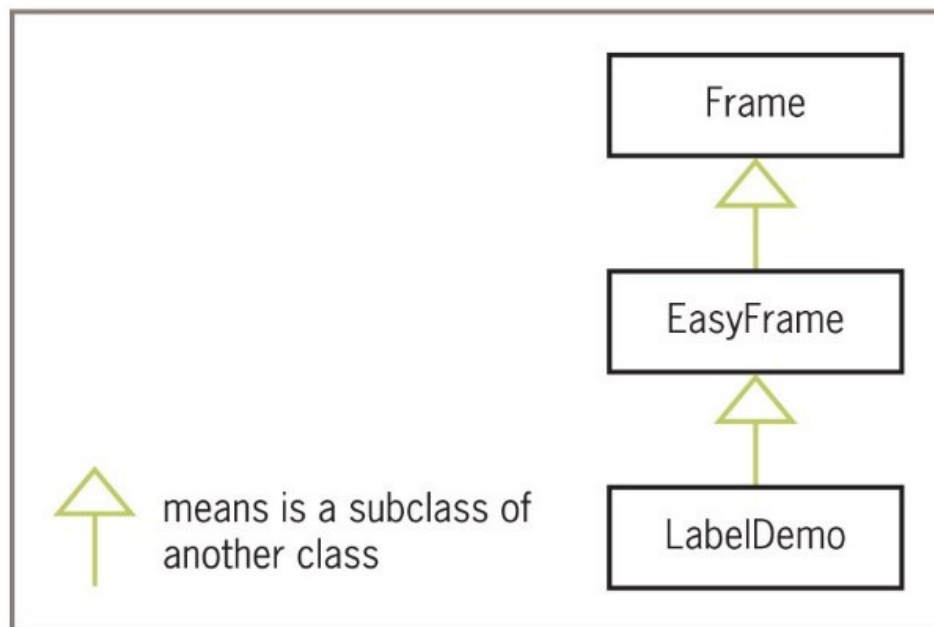 Frame
EasyFrame
LabelDemo
means is a subclass of
another class